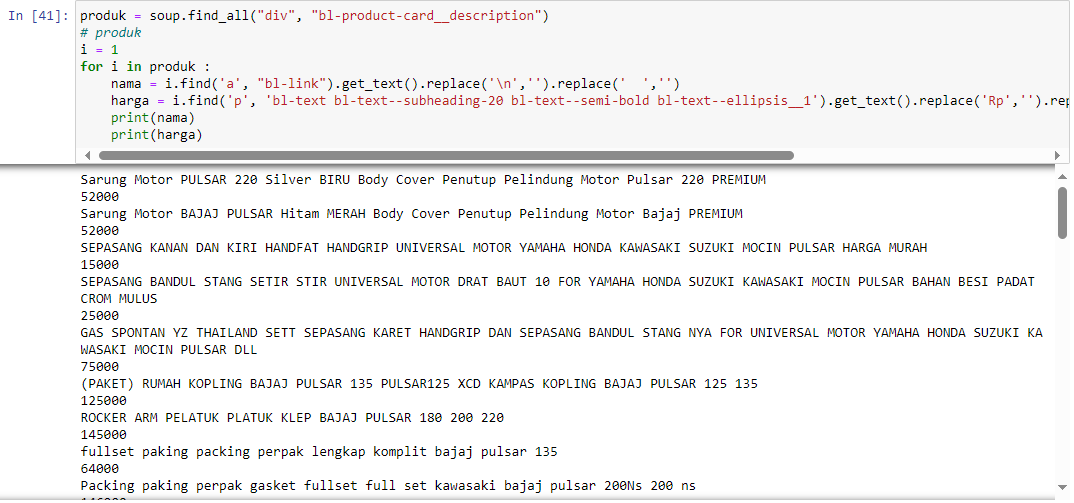 In [41]: produk = soup.find_all("div", "bl-product-card__description")
# produk
i = 1
for i in produk :
    nama = i.find('a', "bl-link").get_text().replace('\n','').replace('  ','')
    harga = i.find('p', 'bl-text bl-text--subheading-20 bl-text--semi-bold bl-text--ellipsis__1').get_text().replace('Rp','').rep
    print(nama)
    print(harga)
Sarung Motor PULSAR 220 Silver BIRU Body Cover Penutup Pelindung Motor Pulsar 220 PREMIUM
52000
Sarung Motor BAJAJ PULSAR Hitam MERAH Body Cover Penutup Pelindung Motor Bajaj PREMIUM
52000
SEPASANG KANAN DAN KIRI HANDFAT HANDGRIP UNIVERSAL MOTOR YAMAHA HONDA KAWASAKI SUZUKI MOCIN PULSAR HARGA MURAH
15000
SEPASANG BANDUL STANG SETIR STIR UNIVERSAL MOTOR DRAT BAUT 10 FOR YAMAHA HONDA SUZUKI KAWASAKI MOCIN PULSAR BAHAN BESI PADAT
CROM MULUS
25000
GAS SPONTAN YZ THAILAND SETT SEPASANG KARET HANDGRIP DAN SEPASANG BANDUL STANG NYA FOR UNIVERSAL MOTOR YAMAHA HONDA SUZUKI KA
WASAKI MOCIN PULSAR DLL
75000
(PAKET) RUMAH KOPLING BAJAJ PULSAR 135 PULSAR125 XCD KAMPAS KOPLING BAJAJ PULSAR 125 135
125000
ROCKER ARM PELATUK PLATUK KLEP BAJAJ PULSAR 180 200 220
145000
fullset paking packing perpak lengkap komplit bajaj pulsar 135
64000
Packing paking perpak gasket fullset full set kawasaki bajaj pulsar 200Ns 200 ns